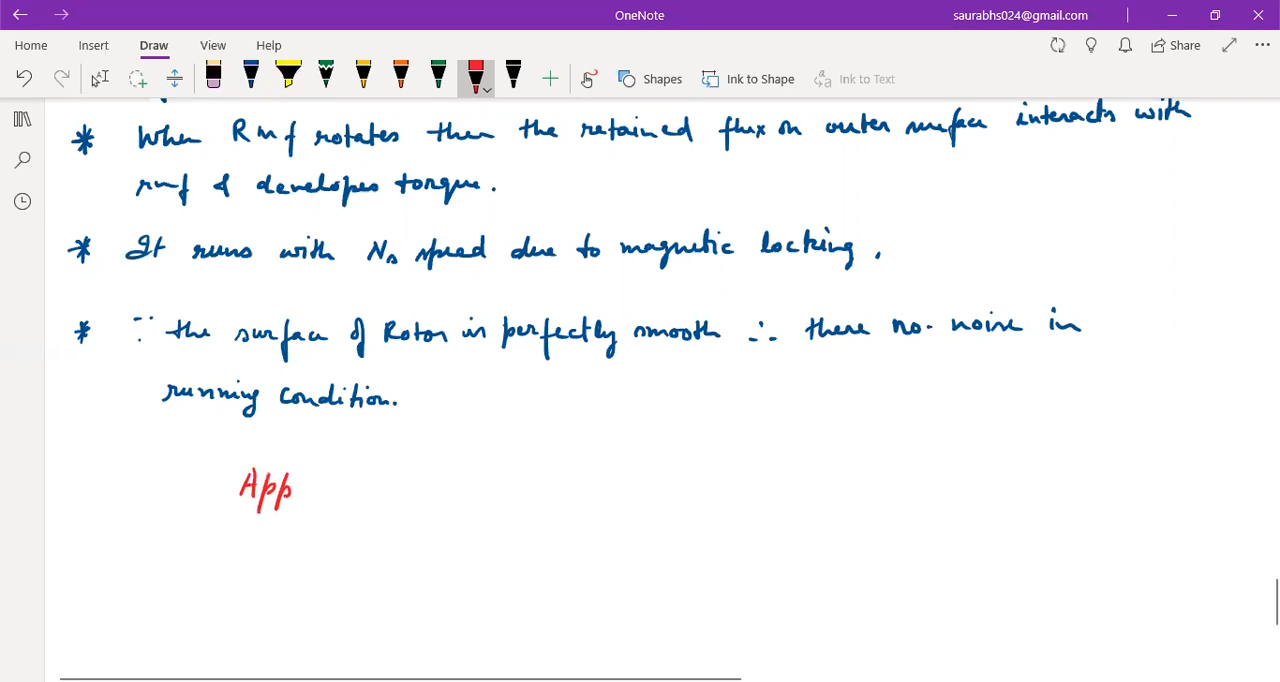 OneNote
saurabhs024@gmail.com
Home Insert Draw View Help
Share
Shapes
Ink to Shape
Ink to Text
* When Rmf rotates then the retained flux on outer surface interacts with
rmf & developes torque.
* It runs with Ns speed due to magnetic locking.
* ∵ the surface of Rotor is perfectly smooth ∴ there no. noise in
running condition.
App